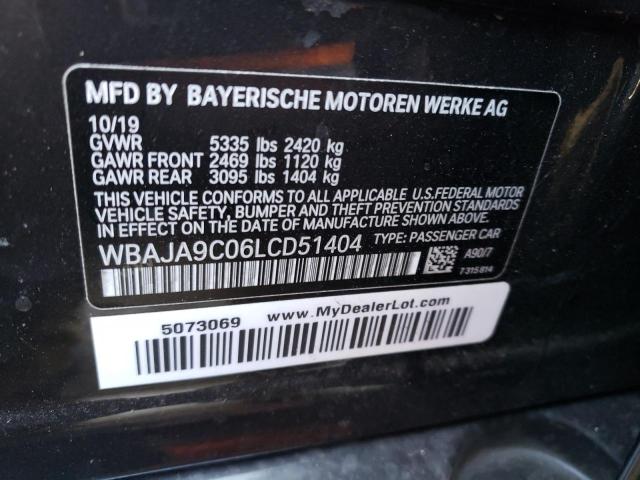 MFD BY BAYERISCHE MOTOREN WERKE AG
10/19
GVWR 5335 lbs 2420 kg
GAWR FRONT 2469 lbs 1120 kg
GAWR REAR 3095 lbs 1404 kg
THIS VEHICLE CONFORMS TO ALL APPLICABLE U.S.FEDERAL MOTOR
VEHICLE SAFETY, BUMPER AND THEFT PREVENTION STANDARDS
IN EFFECT ON THE DATE OF MANUFACTURE SHOWN ABOVE.
WBAJA9C06LCD51404 TYPE: PASSENGER CAR
A90/7
7315814
5073069 www.MyDealerLot.com